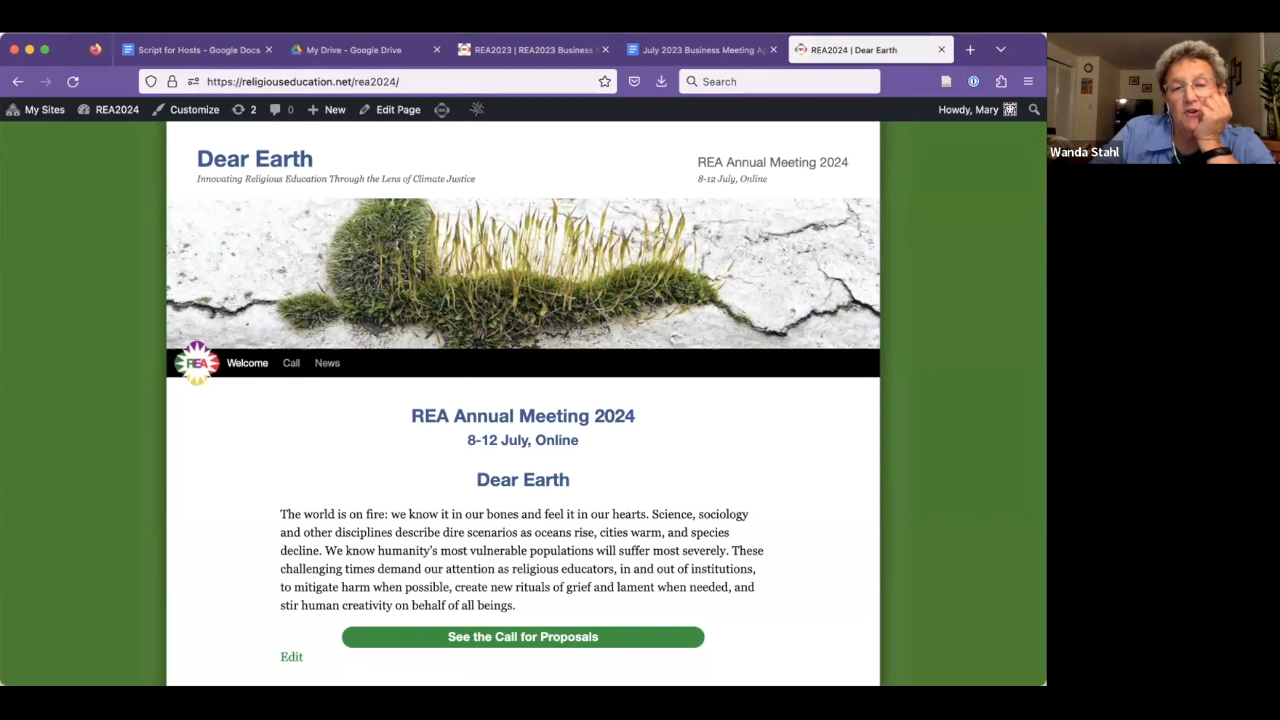 Script for Hosts - Google Docs
My Drive - Google Drive
REA2023 | REA2023 Business
July 2023 Business Meeting Ag
REA2024 | Dear Earth
https://religiouseducation.net/rea2024/
Search
My Sites
REA2024
Customize
2
0
New
Edit Page
Howdy, Mary
Dear Earth
REA Annual Meeting 2024
Innovating Religious Education Through the Lens of Climate Justice
8-12 July, Online
REA
Welcome
Call
News
REA Annual Meeting 2024
8-12 July, Online
Dear Earth
The world is on fire: we know it in our bones and feel it in our hearts. Science, sociology
and other disciplines describe dire scenarios as oceans rise, cities warm, and species
decline. We know humanity's most vulnerable populations will suffer most severely. These
challenging times demand our attention as religious educators, in and out of institutions,
to mitigate harm when possible, create new rituals of grief and lament when needed, and
stir human creativity on behalf of all beings.
See the Call for Proposals
Edit
Wanda Stahl